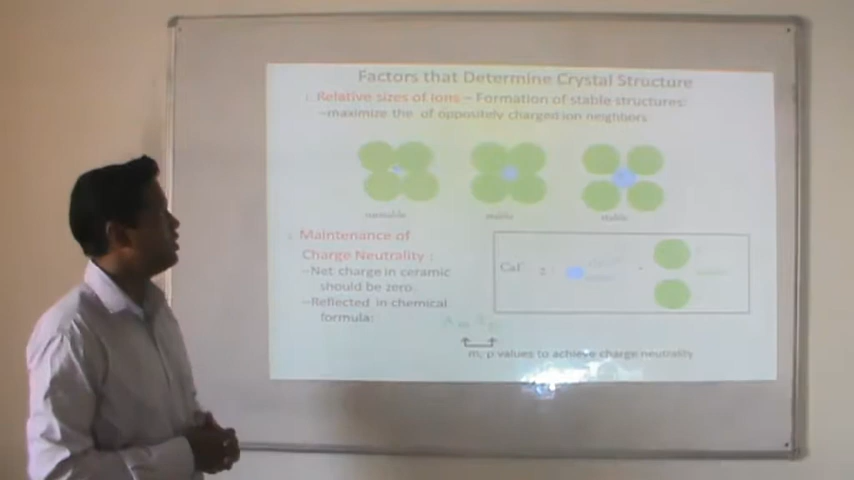 Factors that Determine Crystal Structure
Relative sizes of ions – Formation of stable structures:
–maximize the of oppositely charged ion neighbors
unstable stable stable
Maintenance of
Charge Neutrality :
–Net charge in ceramic
should be zero.
–Reflected in chemical
formula:
CaF 2 :
m, p values to achieve charge neutrality